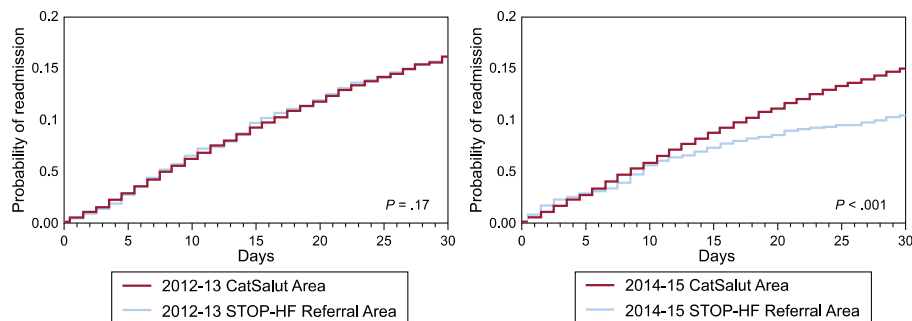 0.2
0.15
0.1
0.5
0.00
Probability of readmission
0 5 10 15 20 25 30
Days
P = .17
2012-13 CatSalut Area
2012-13 STOP-HF Referral Area
0.2
0.15
0.1
0.5
0.00
Probability of readmission
0 5 10 15 20 25 30
Days
P < .001
2014-15 CatSalut Area
2014-15 STOP-HF Referral Area